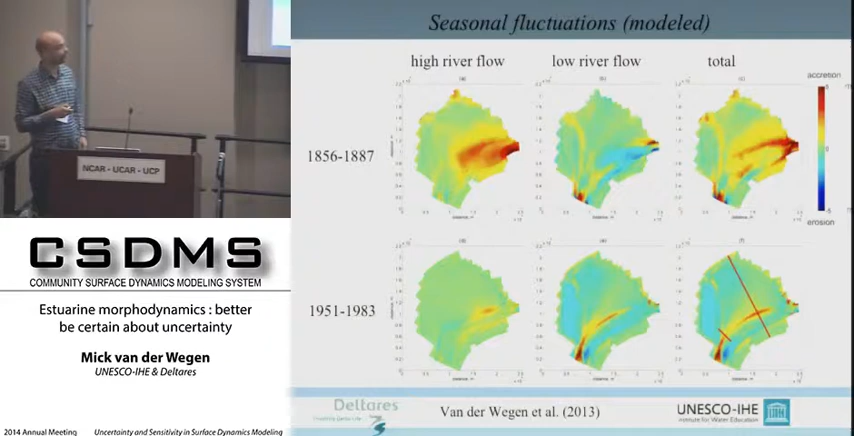 Seasonal fluctuations (modeled)
high river flow low river flow total
accretion
(a) (b) (c)
1856-1887
erosion
NCAR - UCAR - UCP
CSDMS
COMMUNITY SURFACE DYNAMICS MODELING SYSTEM
Estuarine morphodynamics : better
be certain about uncertainty
Mick van der Wegen
UNESCO-IHE & Deltares
1951-1983
Deltares
Van der Wegen et al. (2013)
UNESCO-IHE
Institute for Water Education
2014 Annual Meeting Uncertainty and Sensitivity in Surface Dynamics Modeling